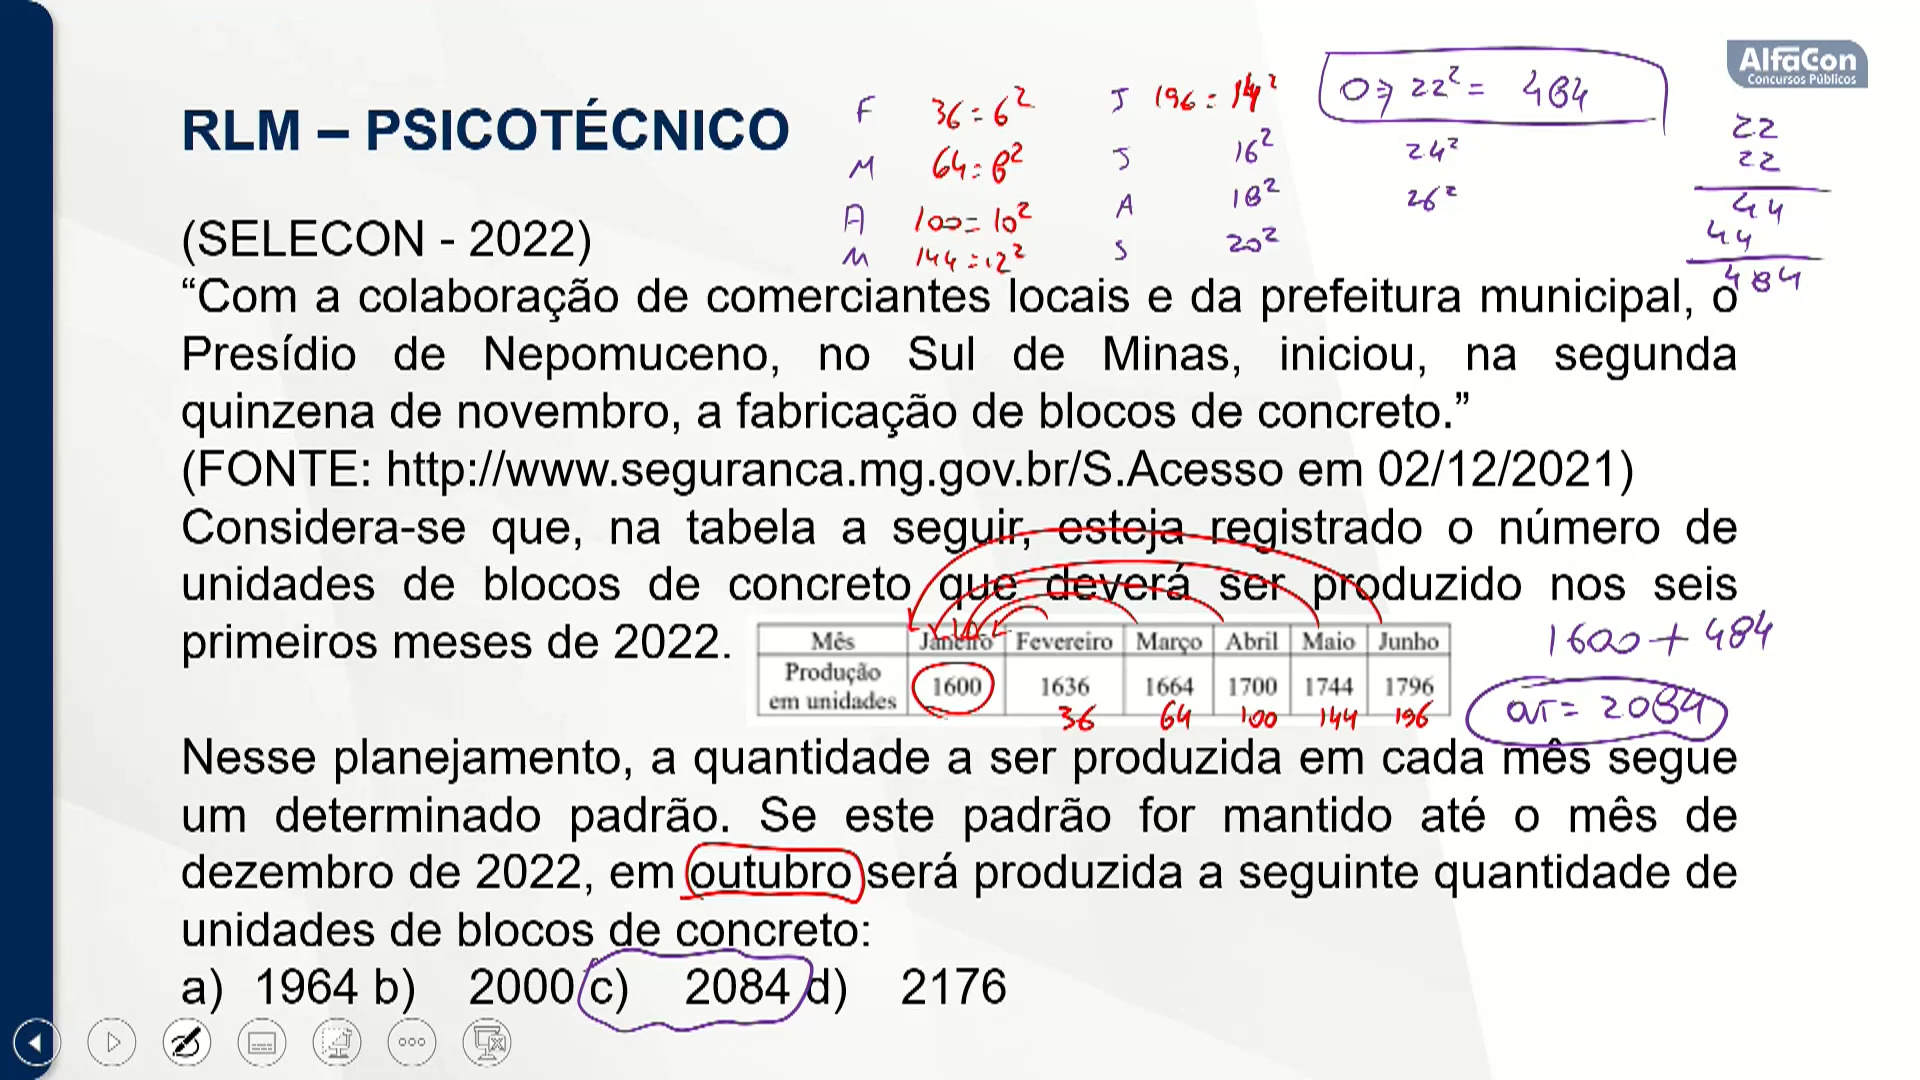 AlfaCon
Concursos Públicos
RLM – PSICOTÉCNICO
F 36 = 6²
M 64 = 8²
A 100 = 10²
M 144 = 12²
J 196 = 14²
J 16²
A 18²
S 20²
O ⇒ 22² = 484
24²
26²
22
22
44
44
484
(SELECON - 2022)
“Com a colaboração de comerciantes locais e da prefeitura municipal, o
Presídio de Nepomuceno, no Sul de Minas, iniciou, na segunda
quinzena de novembro, a fabricação de blocos de concreto.”
(FONTE: http://www.seguranca.mg.gov.br/S.Acesso em 02/12/2021)
Considera-se que, na tabela a seguir, esteja registrado o número de
unidades de blocos de concreto que deverá ser produzido nos seis
primeiros meses de 2022.
Mês Janeiro Fevereiro Março Abril Maio Junho
Produção em unidades 1600 1636 1664 1700 1744 1796
36 64 100 144 196
1600 + 484
out = 2084
Nesse planejamento, a quantidade a ser produzida em cada mês segue
um determinado padrão. Se este padrão for mantido até o mês de
dezembro de 2022, em outubro será produzida a seguinte quantidade de
unidades de blocos de concreto:
a) 1964 b) 2000 c) 2084 d) 2176